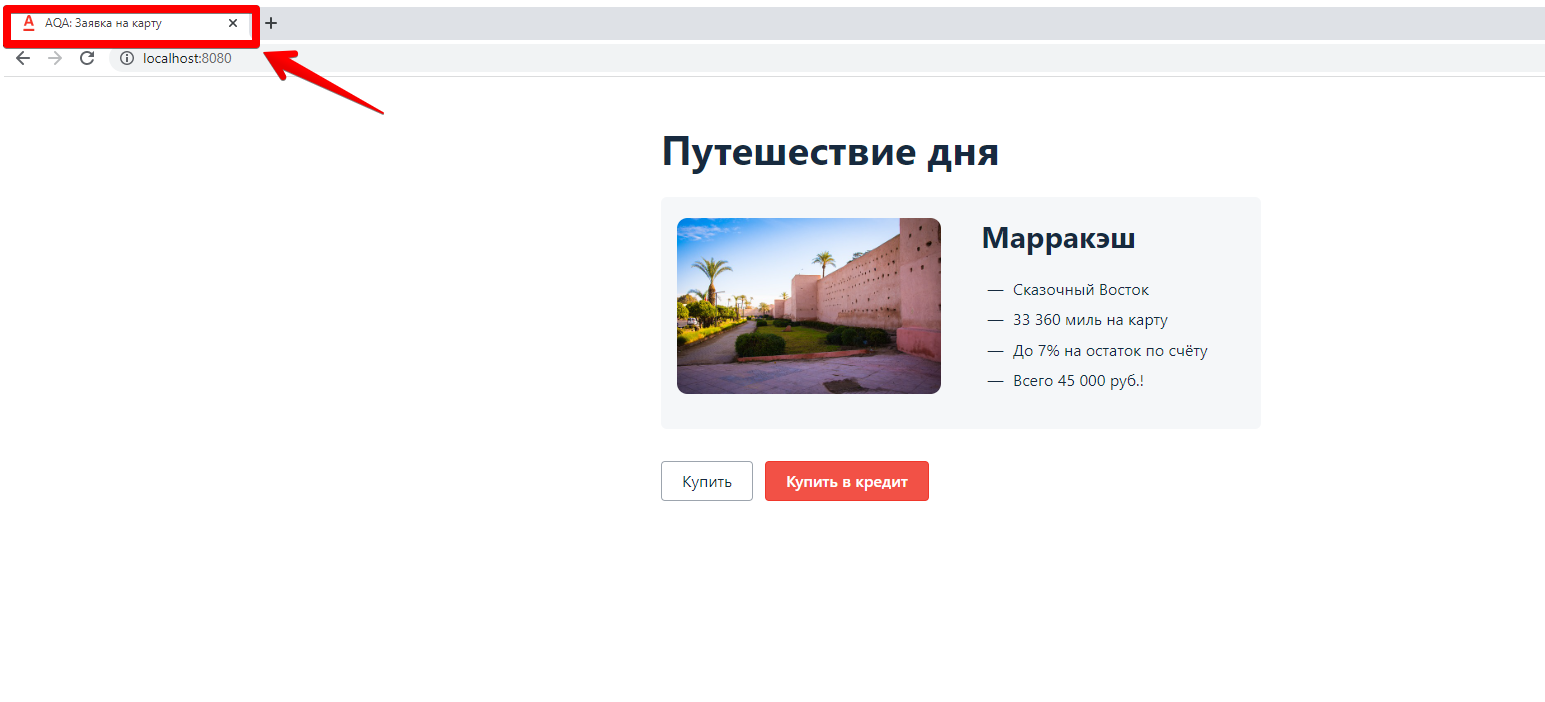 AQA: Заявка на карту
localhost:8080
Путешествие дня
Марракэш
— Сказочный Восток
— 33 360 миль на карту
— До 7% на остаток по счёту
— Всего 45 000 руб.!
Купить
Купить в кредит